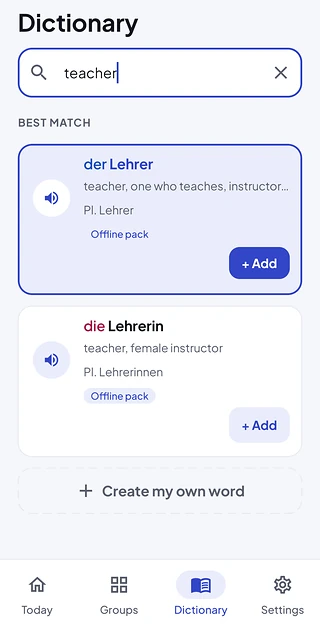 Dictionary
teacher
BEST MATCH
der Lehrer
teacher, one who teaches, instructor...
Pl. Lehrer
Offline pack
+ Add
die Lehrerin
teacher, female instructor
Pl. Lehrerinnen
Offline pack
+ Add
+ Create my own word
Today
Groups
Dictionary
Settings